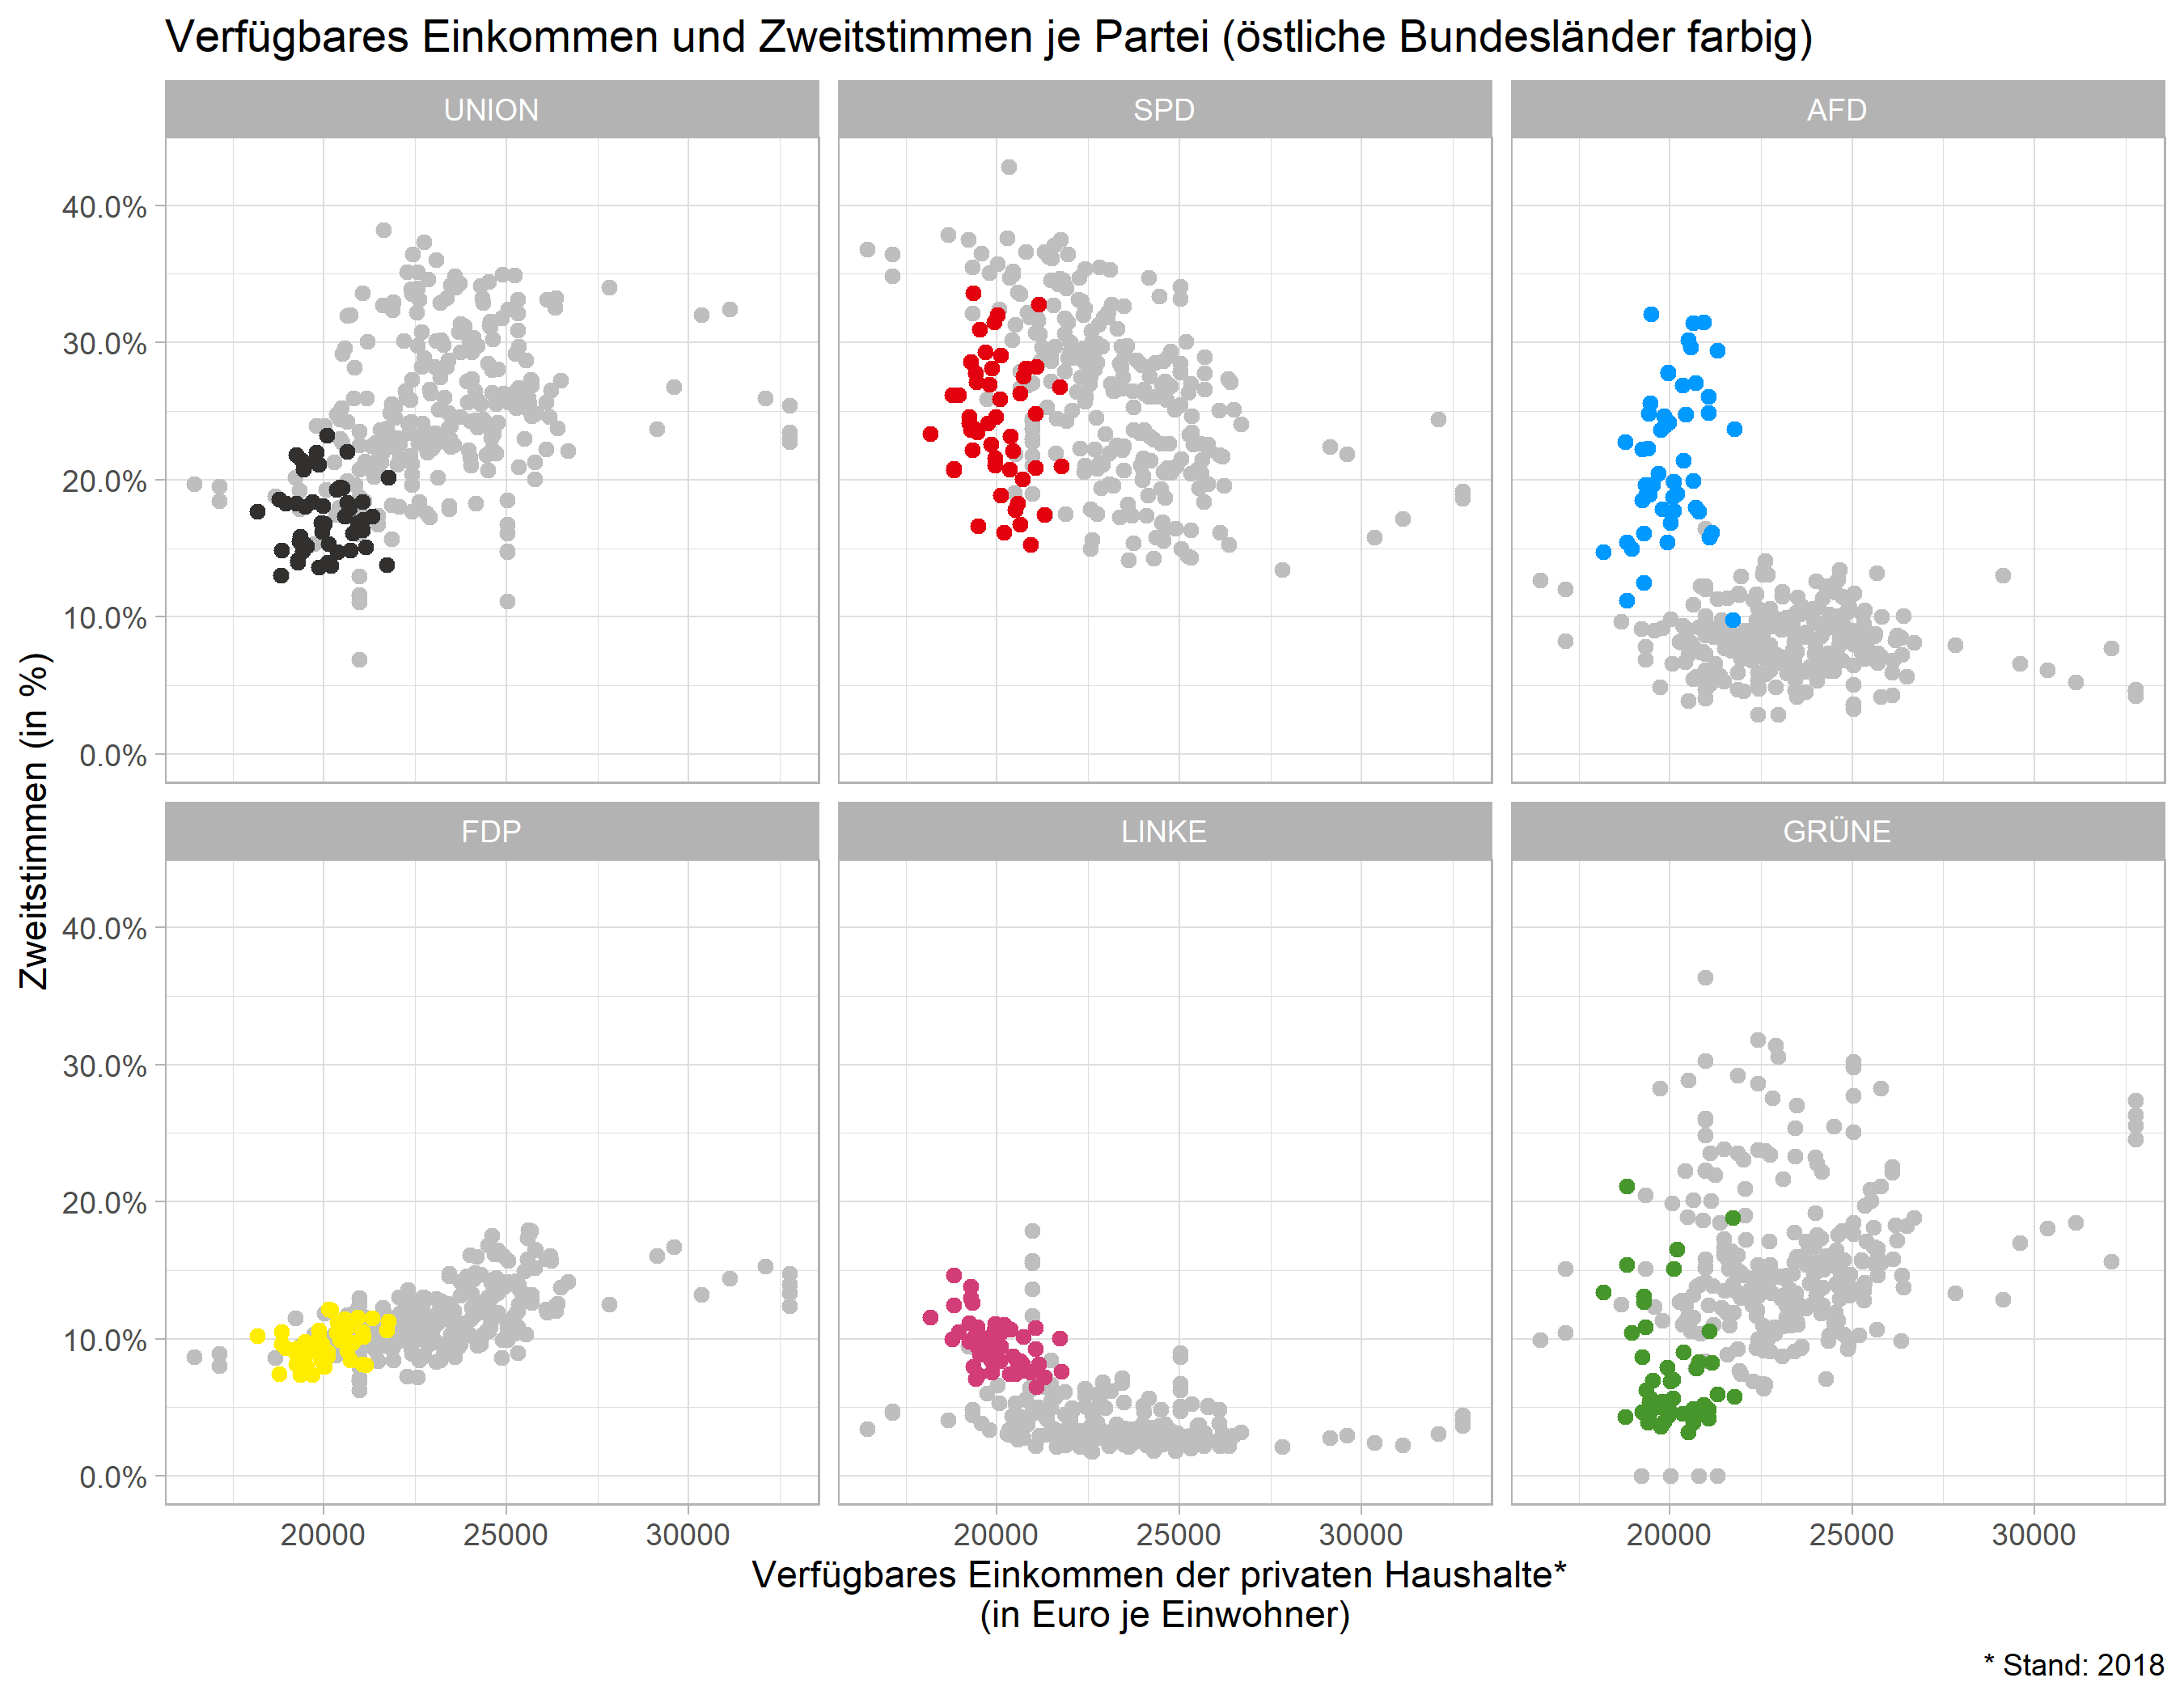 Verfügbares Einkommen und Zweitstimmen je Partei (östliche Bundesländer farbig)
UNION
SPD
AFD
40.0%
30.0%
20.0%
10.0%
0.0%
FDP
LINKE
GRÜNE
40.0%
30.0%
20.0%
10.0%
0.0%
Zweitstimmen (in %)
20000 25000 30000
20000 25000 30000
20000 25000 30000
Verfügbares Einkommen der privaten Haushalte*
(in Euro je Einwohner)
* Stand: 2018